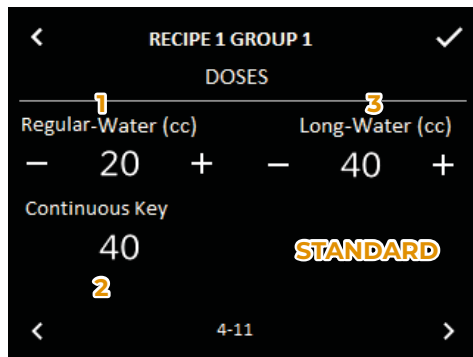 RECIPE 1 GROUP 1
DOSES
1 3
Regular-Water (cc) Long-Water (cc)
− 20 + − 40 +
Continuous Key
40 STANDARD
2
4-11